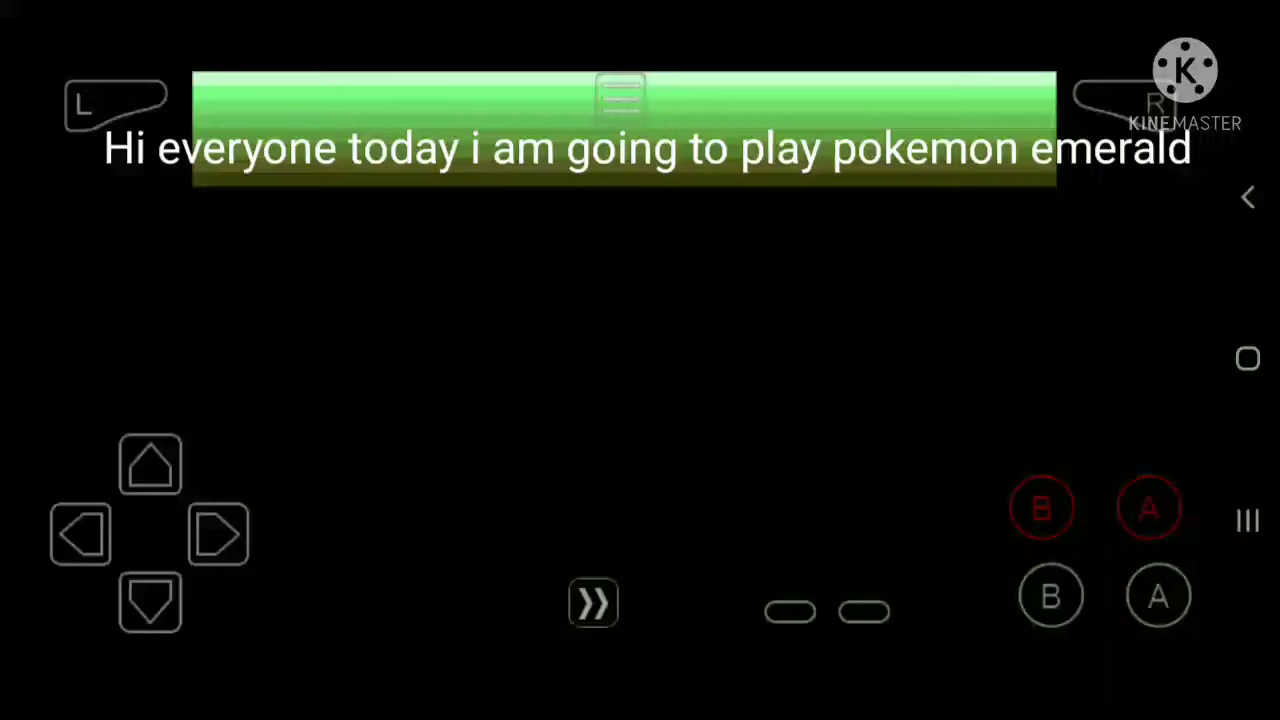 L
R
KINEMASTER
Hi everyone today i am going to play pokemon emerald
B A
B A